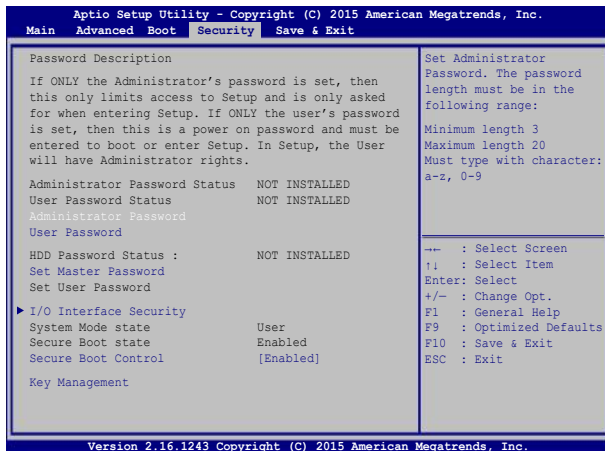 Aptio Setup Utility - Copyright (C) 2015 American Megatrends, Inc.
Main Advanced Boot Security Save & Exit
Password Description
If ONLY the Administrator's password is set, then
this only limits access to Setup and is only asked
for when entering Setup. If ONLY the user's password
is set, then this is a power on password and must be
entered to boot or enter Setup. In Setup, the User
will have Administrator rights.
Administrator Password Status NOT INSTALLED
User Password Status NOT INSTALLED
Administrator Password
User Password
HDD Password Status : NOT INSTALLED
Set Master Password
Set User Password
I/O Interface Security
System Mode state User
Secure Boot state Enabled
Secure Boot Control [Enabled]
Key Management
Set Administrator
Password. The password
length must be in the
following range:
Minimum length 3
Maximum length 20
Must type with character:
a-z, 0-9
→← : Select Screen
↑↓ : Select Item
Enter: Select
+/— : Change Opt.
F1 : General Help
F9 : Optimized Defaults
F10 : Save & Exit
ESC : Exit
Version 2.16.1243 Copyright (C) 2015 American Megatrends, Inc.